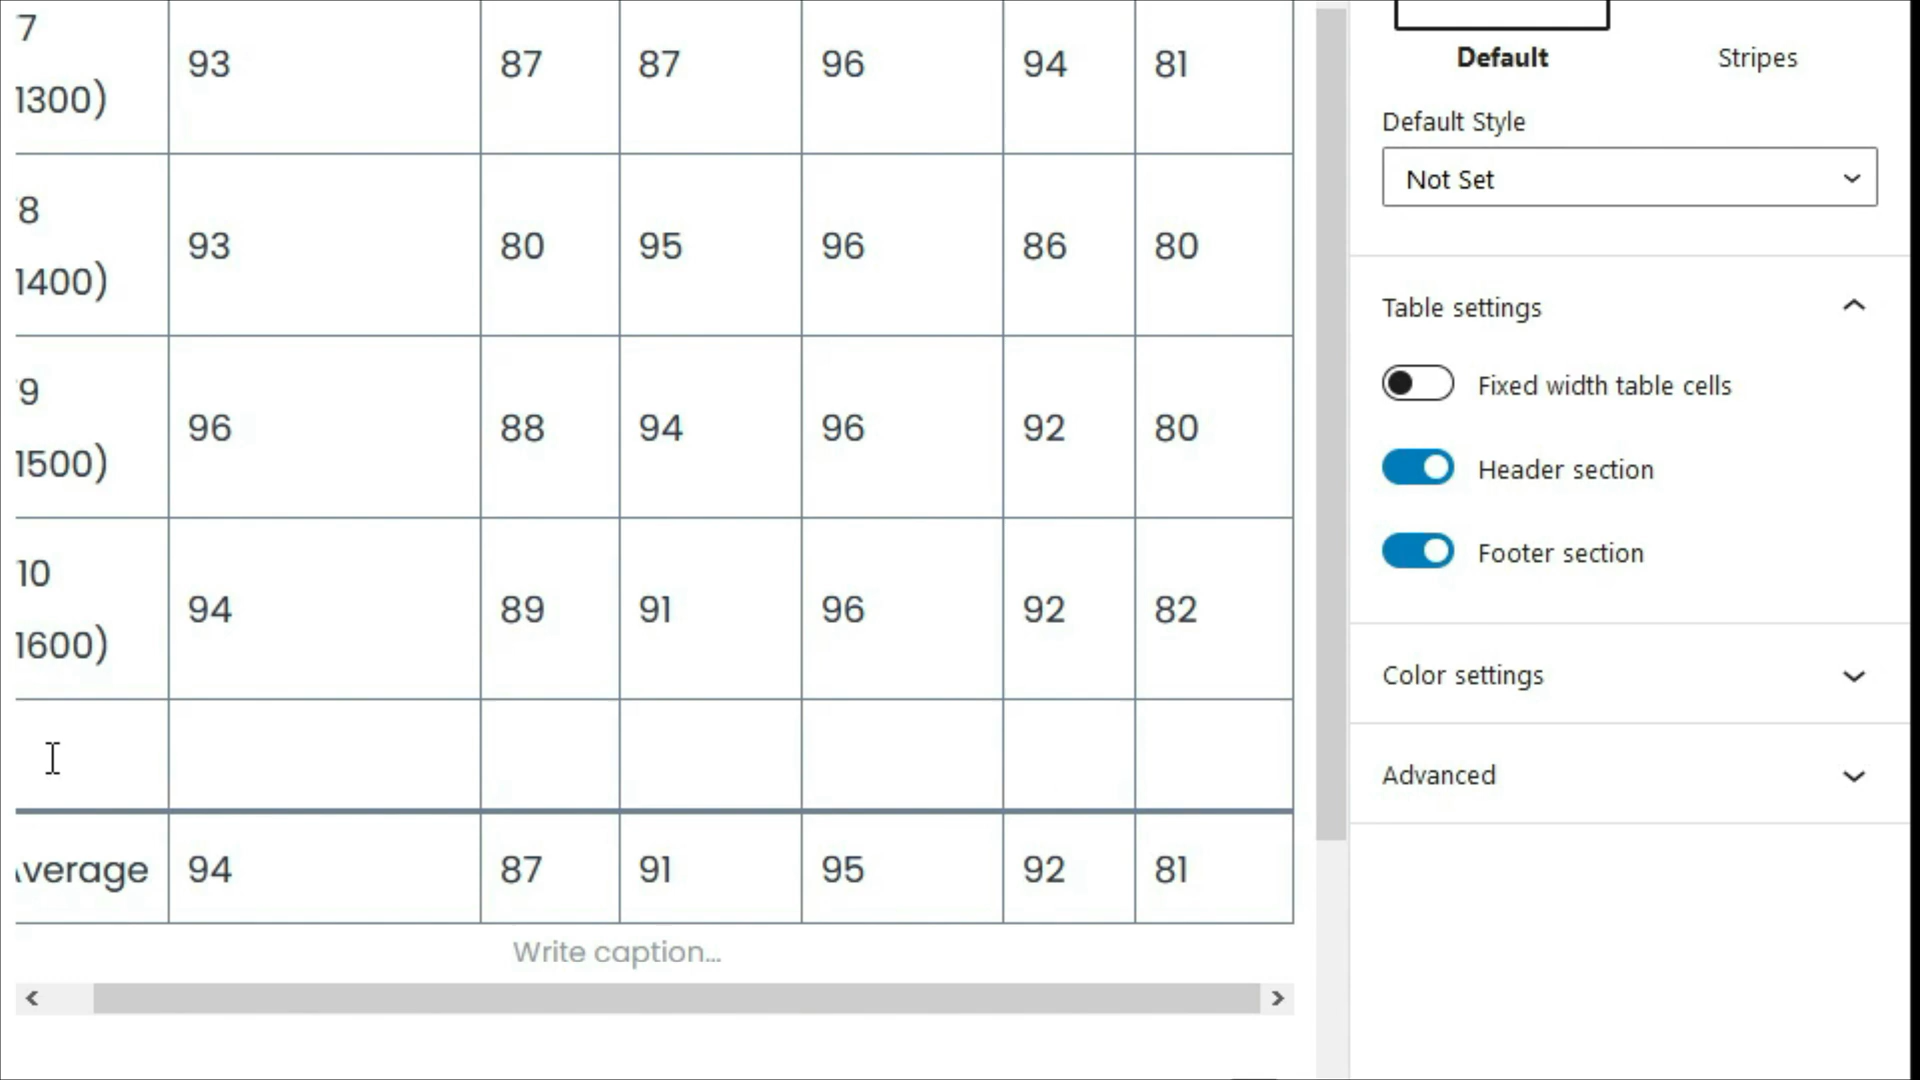 7
1300)
93 87 87 96 94 81
8
1400)
93 80 95 96 86 80
9
1500)
96 88 94 96 92 80
10
1600)
94 89 91 96 92 82
Average 94 87 91 95 92 81
Write caption...
Default Stripes
Default Style
Not Set
Table settings
Fixed width table cells
Header section
Footer section
Color settings
Advanced